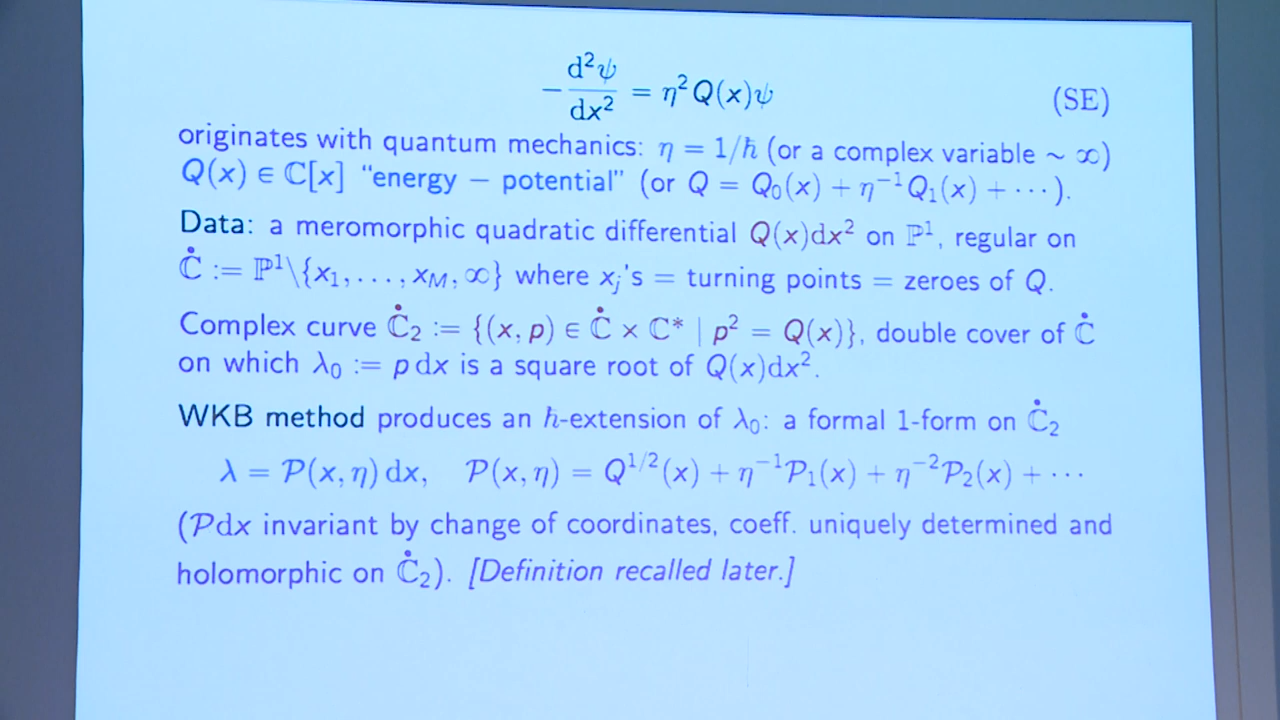 −d²ψ/dx² = η²Q(x)ψ (SE)
originates with quantum mechanics: η = 1/ℏ (or a complex variable ~ ∞)
Q(x) ∈ ℂ[x] “energy – potential” (or Q = Q₀(x) + η⁻¹Q₁(x) + ⋯).
Data: a meromorphic quadratic differential Q(x)dx² on ℙ¹, regular on
Ċ := ℙ¹\{x₁, . . . , x_M, ∞} where x_j's = turning points = zeroes of Q.
Complex curve Ċ₂ := {(x, p) ∈ Ċ × ℂ* | p² = Q(x)}, double cover of Ċ
on which λ₀ := p dx is a square root of Q(x)dx².
WKB method produces an ℏ-extension of λ₀: a formal 1-form on Ċ₂
λ = P(x, η) dx, P(x, η) = Q^{1/2}(x) + η⁻¹P₁(x) + η⁻²P₂(x) + ⋯
(Pdx invariant by change of coordinates, coeff. uniquely determined and
holomorphic on Ċ₂). [Definition recalled later.]